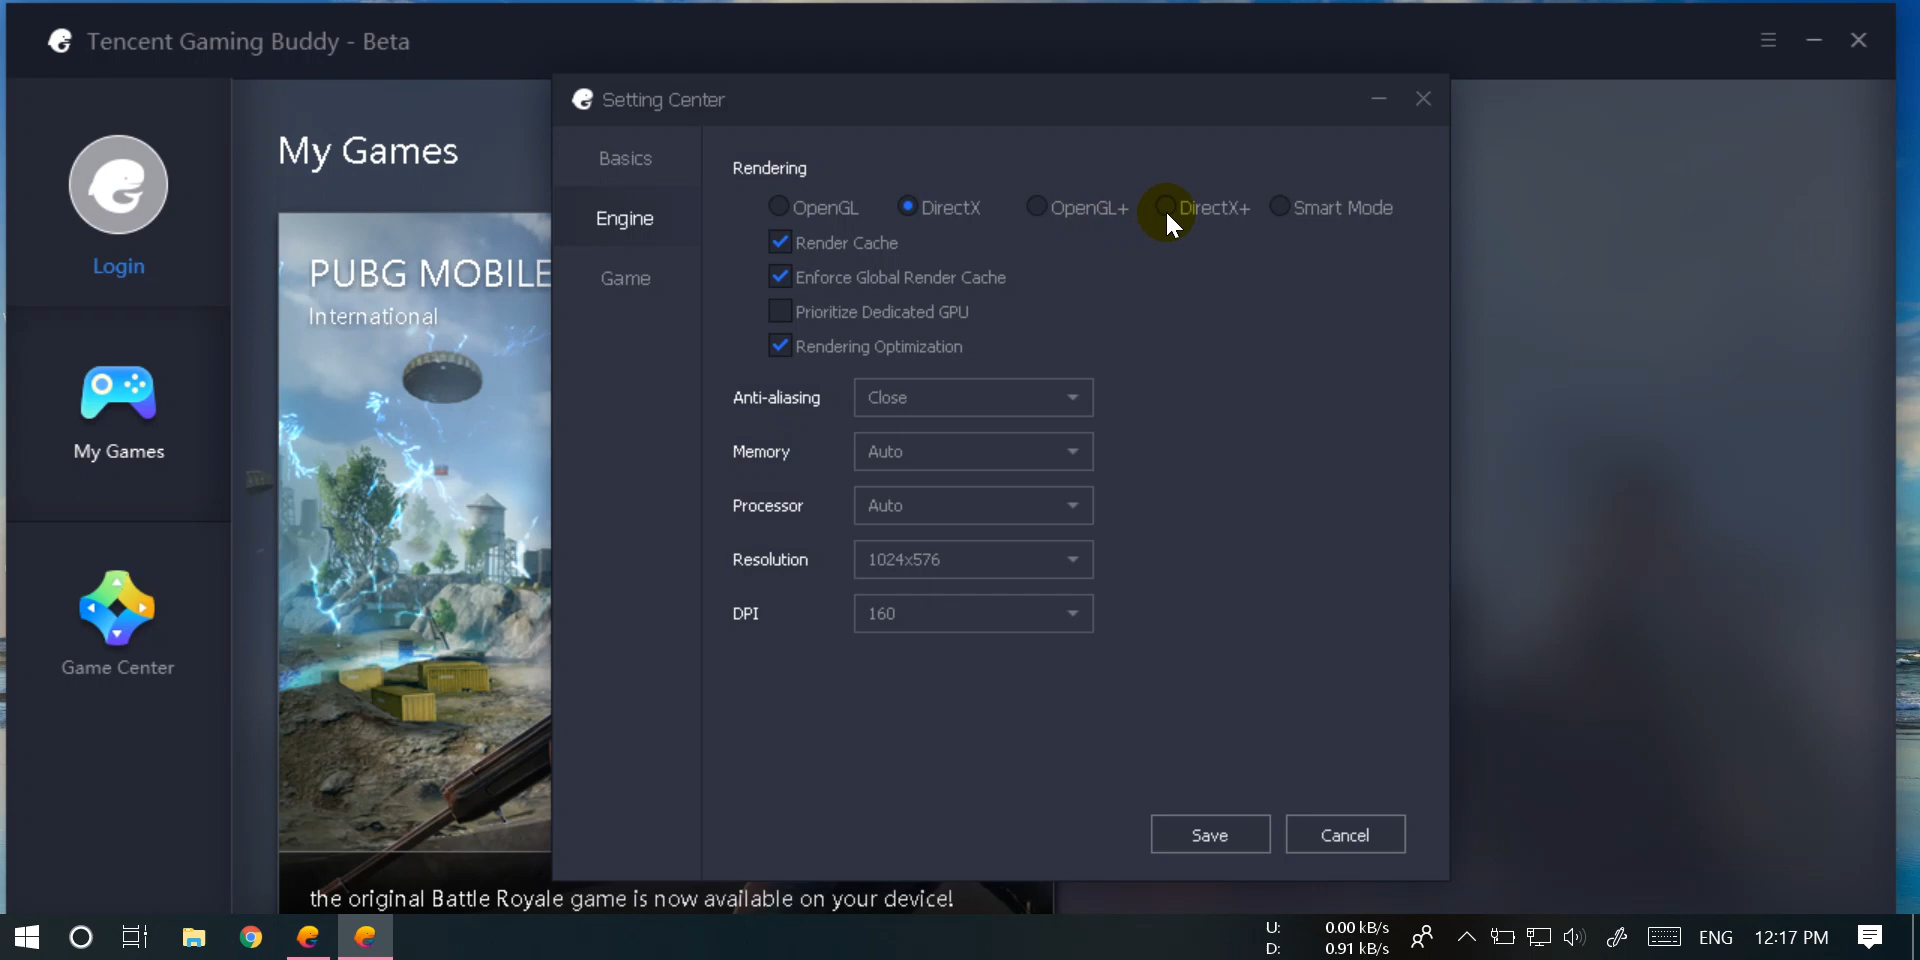 Tencent Gaming Buddy - Beta
Setting Center
Login
My Games
Game Center
My Games
PUBG MOBILE
International
the original Battle Royale game is now available on your device!
Basics
Engine
Game
Rendering
OpenGL DirectX OpenGL+ DirectX+ Smart Mode
Render Cache
Enforce Global Render Cache
Prioritize Dedicated GPU
Rendering Optimization
Anti-aliasing Close
Memory Auto
Processor Auto
Resolution 1024x576
DPI 160
Save Cancel
U: 0.00 kB/s
D: 0.91 kB/s
ENG 12:17 PM